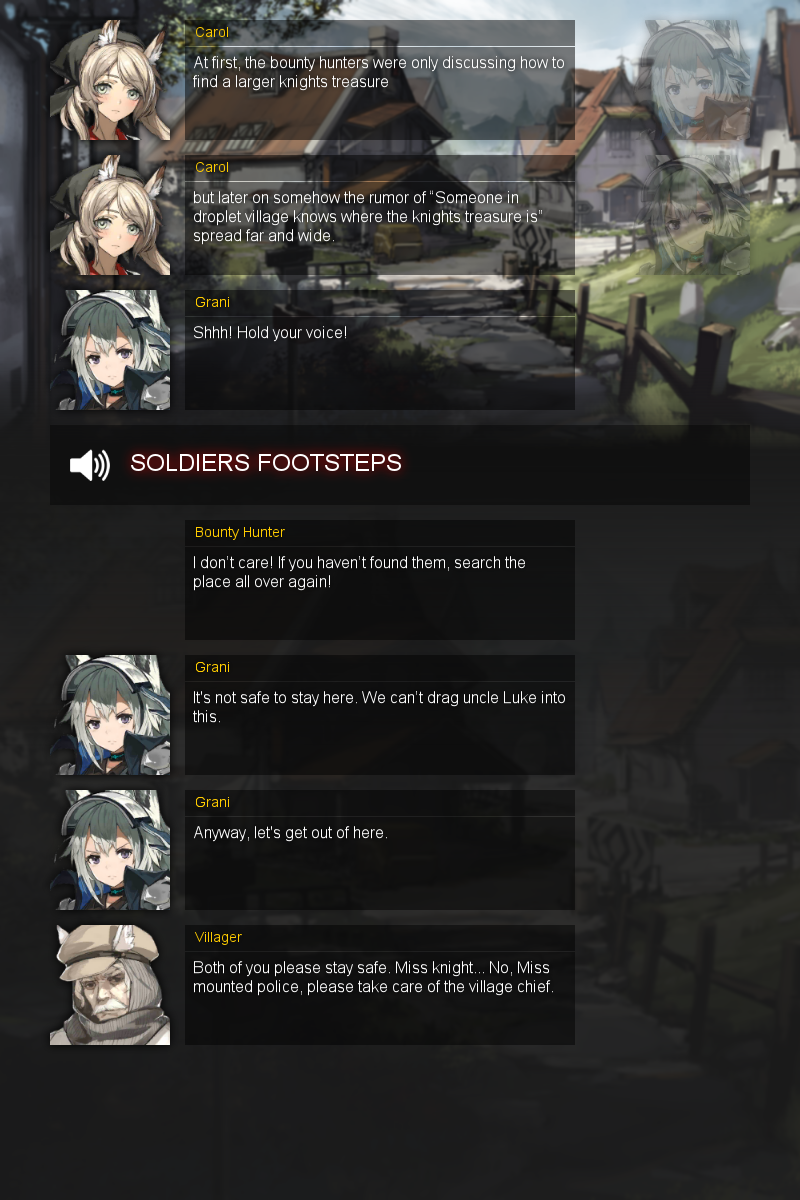 Carol
At first, the bounty hunters were only discussing how to
find a larger knights treasure
Carol
but later on somehow the rumor of “Someone in
droplet village knows where the knights treasure is”
spread far and wide.
Grani
Shhh! Hold your voice!
SOLDIERS FOOTSTEPS
Bounty Hunter
I don’t care! If you haven’t found them, search the
place all over again!
Grani
It's not safe to stay here. We can’t drag uncle Luke into
this.
Grani
Anyway, let's get out of here.
Villager
Both of you please stay safe. Miss knight... No, Miss
mounted police, please take care of the village chief.